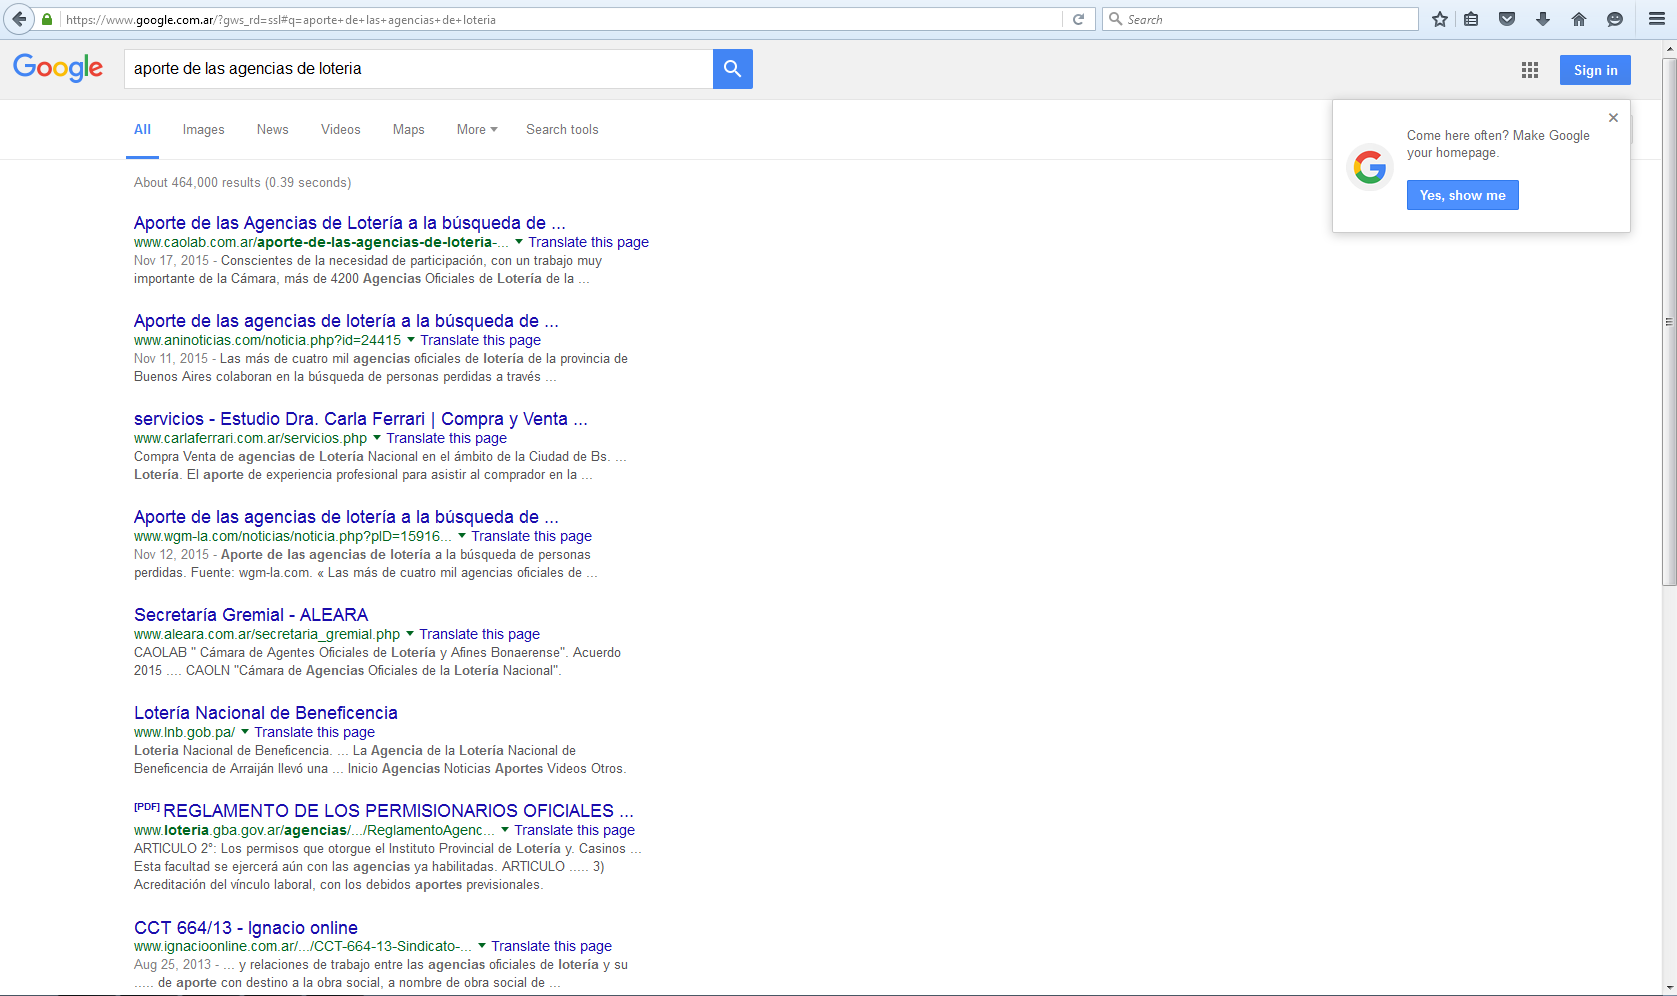 https://www.google.com.ar/?gws_rd=ssl#q=aporte+de+las+agencias+de+loteria
Search
Google
aporte de las agencias de loteria
Sign in
All Images News Videos Maps More Search tools
Come here often? Make Google
your homepage.
Yes, show me
About 464,000 results (0.39 seconds)
Aporte de las Agencias de Lotería a la búsqueda de ...
www.caolab.com.ar/aporte-de-las-agencias-de-loteria-... Translate this page
Nov 17, 2015 - Conscientes de la necesidad de participación, con un trabajo muy
importante de la Cámara, más de 4200 Agencias Oficiales de Lotería de la ...
Aporte de las agencias de lotería a la búsqueda de ...
www.aninoticias.com/noticia.php?id=24415 Translate this page
Nov 11, 2015 - Las más de cuatro mil agencias oficiales de lotería de la provincia de
Buenos Aires colaboran en la búsqueda de personas perdidas a través ...
servicios - Estudio Dra. Carla Ferrari | Compra y Venta ...
www.carlaferrari.com.ar/servicios.php Translate this page
Compra Venta de agencias de Lotería Nacional en el ámbito de la Ciudad de Bs. ...
Lotería. El aporte de experiencia profesional para asistir al comprador en la ...
Aporte de las agencias de lotería a la búsqueda de ...
www.wgm-la.com/noticias/noticia.php?pID=15916... Translate this page
Nov 12, 2015 - Aporte de las agencias de lotería a la búsqueda de personas
perdidas. Fuente: wgm-la.com. « Las más de cuatro mil agencias oficiales de ...
Secretaría Gremial - ALEARA
www.aleara.com.ar/secretaria_gremial.php Translate this page
CAOLAB " Cámara de Agentes Oficiales de Lotería y Afines Bonaerense". Acuerdo
2015 .... CAOLN "Cámara de Agencias Oficiales de la Lotería Nacional".
Lotería Nacional de Beneficencia
www.lnb.gob.pa/ Translate this page
Loteria Nacional de Beneficencia. ... La Agencia de la Lotería Nacional de
Beneficencia de Arraiján llevó una ... Inicio Agencias Noticias Aportes Videos Otros.
[PDF] REGLAMENTO DE LOS PERMISIONARIOS OFICIALES ...
www.loteria.gba.gov.ar/agencias/.../ReglamentoAgenc... Translate this page
ARTICULO 2°: Los permisos que otorgue el Instituto Provincial de Lotería y. Casinos ...
Esta facultad se ejercerá aún con las agencias ya habilitadas. ARTICULO ..... 3)
Acreditación del vínculo laboral, con los debidos aportes previsionales.
CCT 664/13 - Ignacio online
www.ignacioonline.com.ar/.../CCT-664-13-Sindicato-... Translate this page
Aug 25, 2013 - ... y relaciones de trabajo entre las agencias oficiales de lotería y su
..... de aporte con destino a la obra social, a nombre de obra social de ...